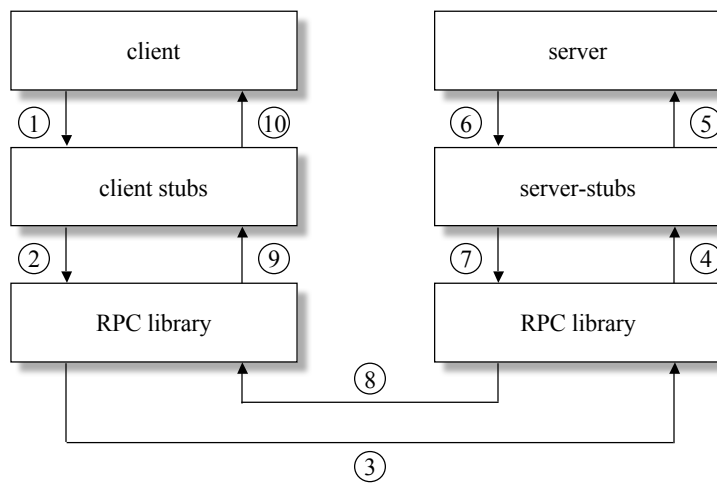 client
server
1
10
6
5
client stubs
server-stubs
2
9
7
4
RPC library
RPC library
8
3